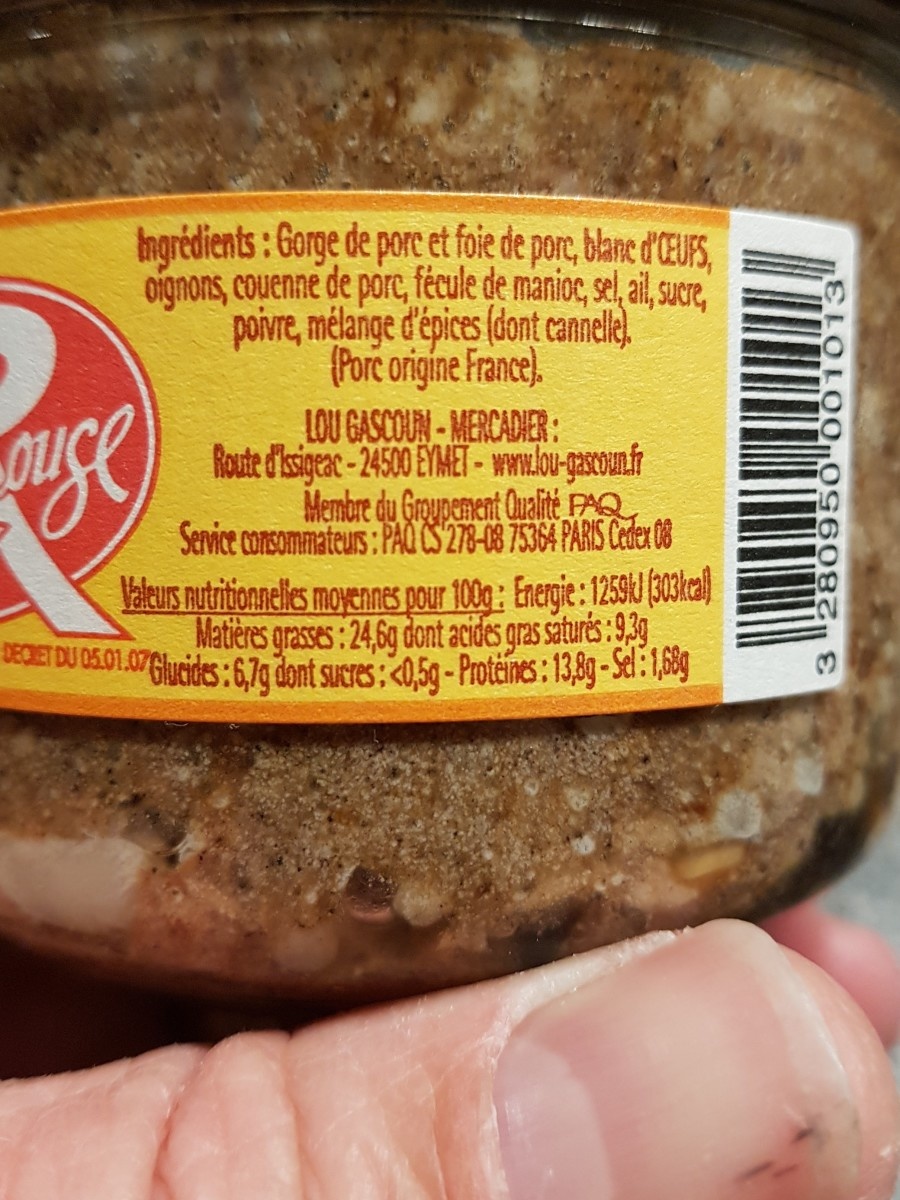 Ingrédients : Gorge de porc et foie de porc, blanc d'ŒUFS,
oignons, couenne de porc, fécule de manioc, sel, ail, sucre,
poivre, mélange d'épices (dont cannelle).
(Porc origine France).
LOU GASCOUN - MERCADIER :
Route d'Issigeac - 24500 EYMET - www.lou-gascoun.fr
Membre du Groupement Qualité PAQ
Service consommateurs : PAQ CS 278-08 75364 PARIS Cedex 08
Valeurs nutritionnelles moyennes pour 100g : Energie : 1259kJ (303kcal)
Matières grasses : 24,6g dont acides gras saturés : 9,3g
Glucides : 6,7g dont sucres : <0,5g - Protéines : 13,8g - Sel : 1,68g
DECRET DU 05.01.07
3 280950 001013